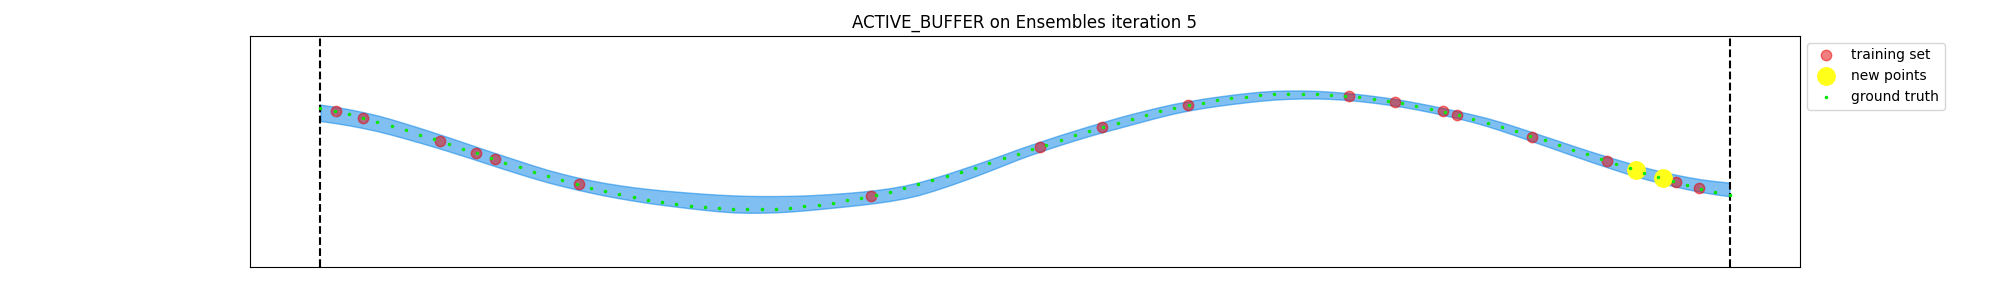 ACTIVE_BUFFER on Ensembles iteration 5
training set
new points
ground truth